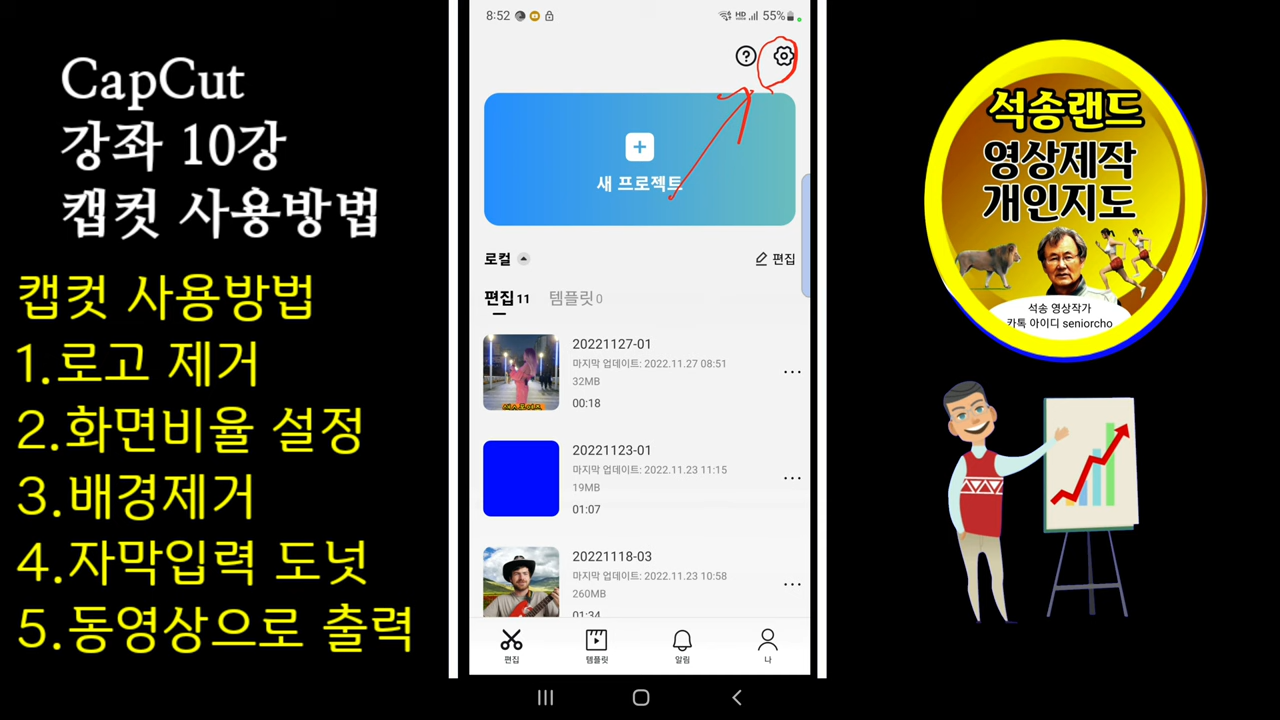 CapCut
강좌 10강
캡컷 사용방법
캡컷 사용방법
1.로고 제거
2.화면비율 설정
3.배경제거
4.자막입력 도넛
5.동영상으로 출력
8:52
HD
55%
새 프로젝트
로컬
편집
편집 11
템플릿 0
20221127-01
마지막 업데이트: 2022.11.27 08:51
32MB
00:18
20221123-01
마지막 업데이트: 2022.11.23 11:15
19MB
01:07
20221118-03
마지막 업데이트: 2022.11.23 10:58
260MB
01:34
편집
템플릿
알림
나
석송랜드
영상제작
개인지도
석송 영상작가
카톡 아이디 seniorcho